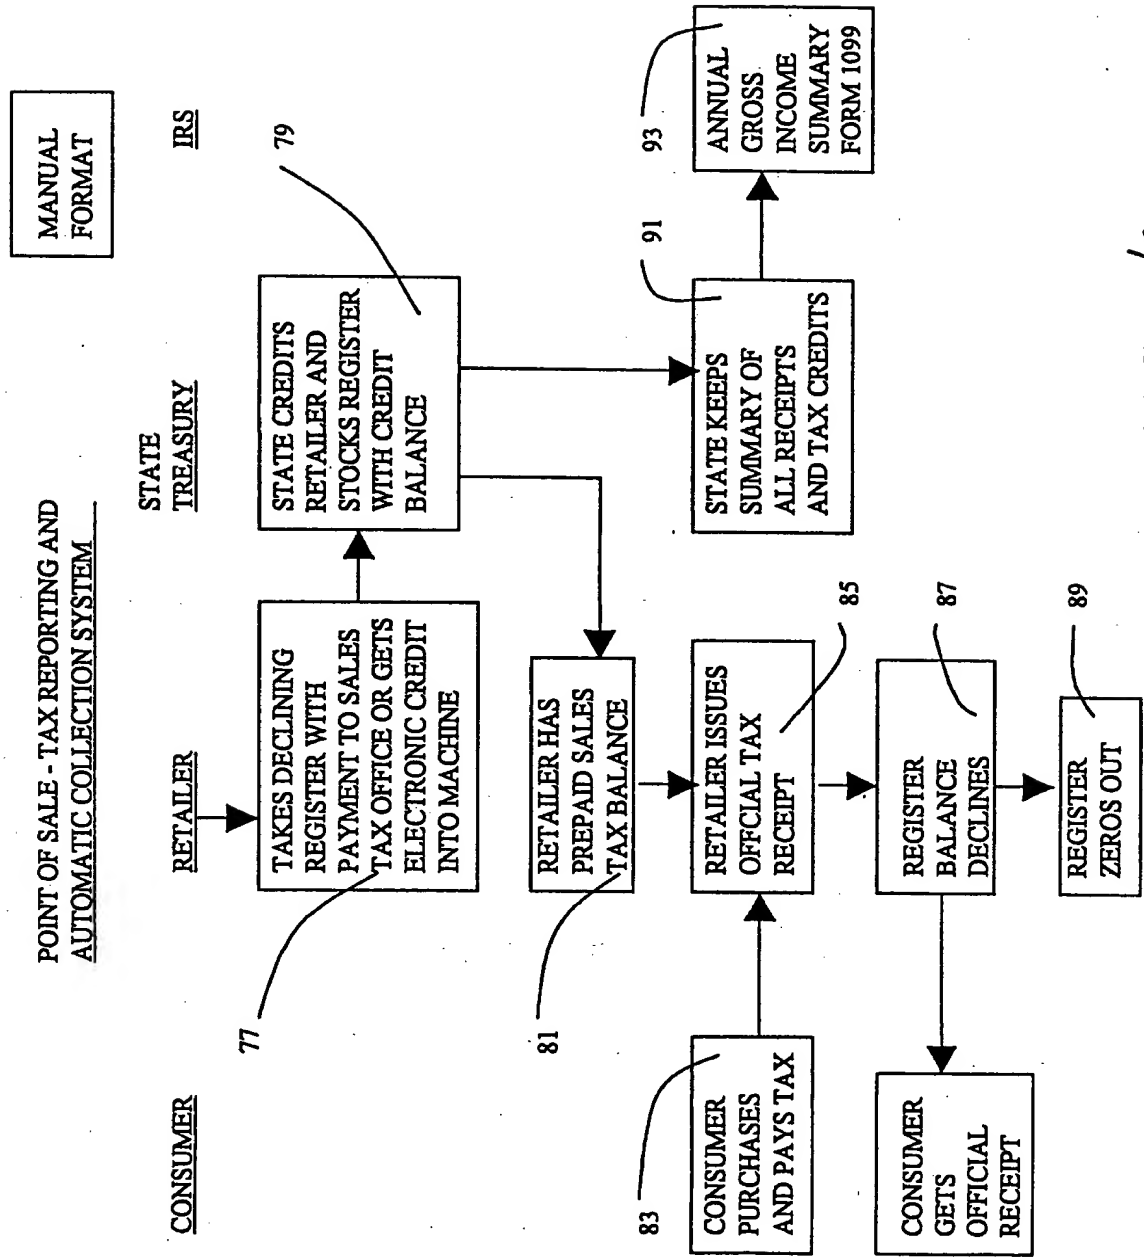 MANUAL
FORMAT
POINT OF SALE - TAX REPORTING AND
AUTOMATIC COLLECTION SYSTEM
CONSUMER
RETAILER
STATE
TREASURY
IRS
TAKES DECLINING
REGISTER WITH
PAYMENT TO SALES
TAX OFFICE OR GETS
ELECTRONIC CREDIT
INTO MACHINE
77
STATE CREDITS
RETAILER AND
STOCKS REGISTER
WITH CREDIT
BALANCE
79
RETAILER HAS
PREPAID SALES
TAX BALANCE
81
CONSUMER
PURCHASES
AND PAYS TAX
83
RETAILER ISSUES
OFFCIAL TAX
RECEIPT
85
STATE KEEPS
SUMMARY OF
ALL RECEIPTS
AND TAX CREDITS
91
ANNUAL
GROSS
INCOME
SUMMARY
FORM 1099
93
CONSUMER
GETS
OFFICIAL
RECEIPT
REGISTER
BALANCE
DECLINES
87
REGISTER
ZEROS OUT
89